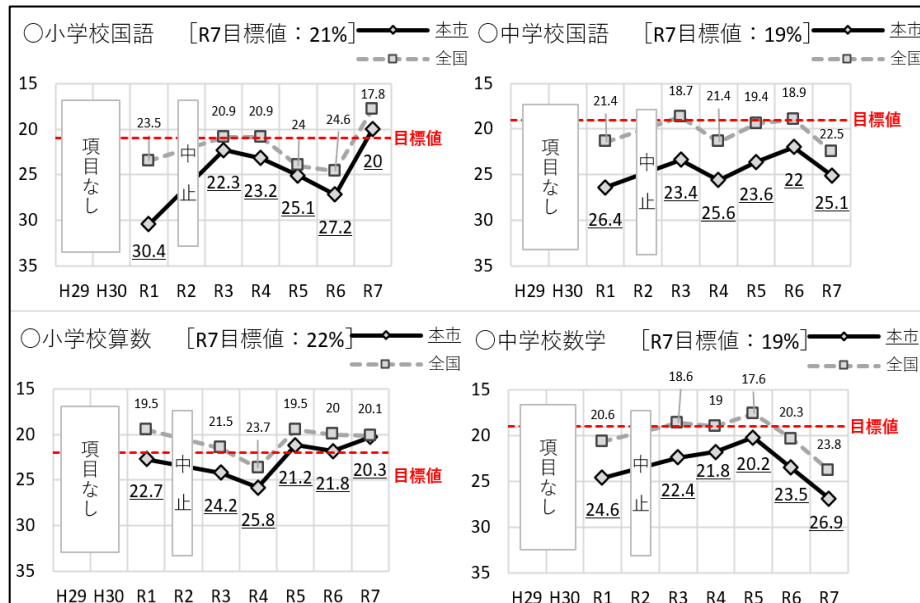 ○小学校国語 [R7目標値：21%] 本市
全国
15
20
25
30
35
項目なし
中止
23.5
20.9
20.9
24
24.6
17.8
目標値
30.4
22.3
23.2
25.1
27.2
20
H29 H30 R1 R2 R3 R4 R5 R6 R7
○中学校国語 [R7目標値：19%] 本市
全国
15
20
25
30
35
項目なし
中止
21.4
18.7
21.4
19.4
18.9
22.5
目標値
26.4
23.4
25.6
23.6
22
25.1
H29 H30 R1 R2 R3 R4 R5 R6 R7
○小学校算数 [R7目標値：22%] 本市
全国
15
20
25
30
35
項目なし
中止
19.5
21.5
23.7
19.5
20
20.1
目標値
22.7
24.2
25.8
21.2
21.8
20.3
H29 H30 R1 R2 R3 R4 R5 R6 R7
○中学校数学 [R7目標値：19%] 本市
全国
15
20
25
30
35
項目なし
中止
20.6
18.6
19
17.6
20.3
23.8
目標値
24.6
22.4
21.8
20.2
23.5
26.9
H29 H30 R1 R2 R3 R4 R5 R6 R7